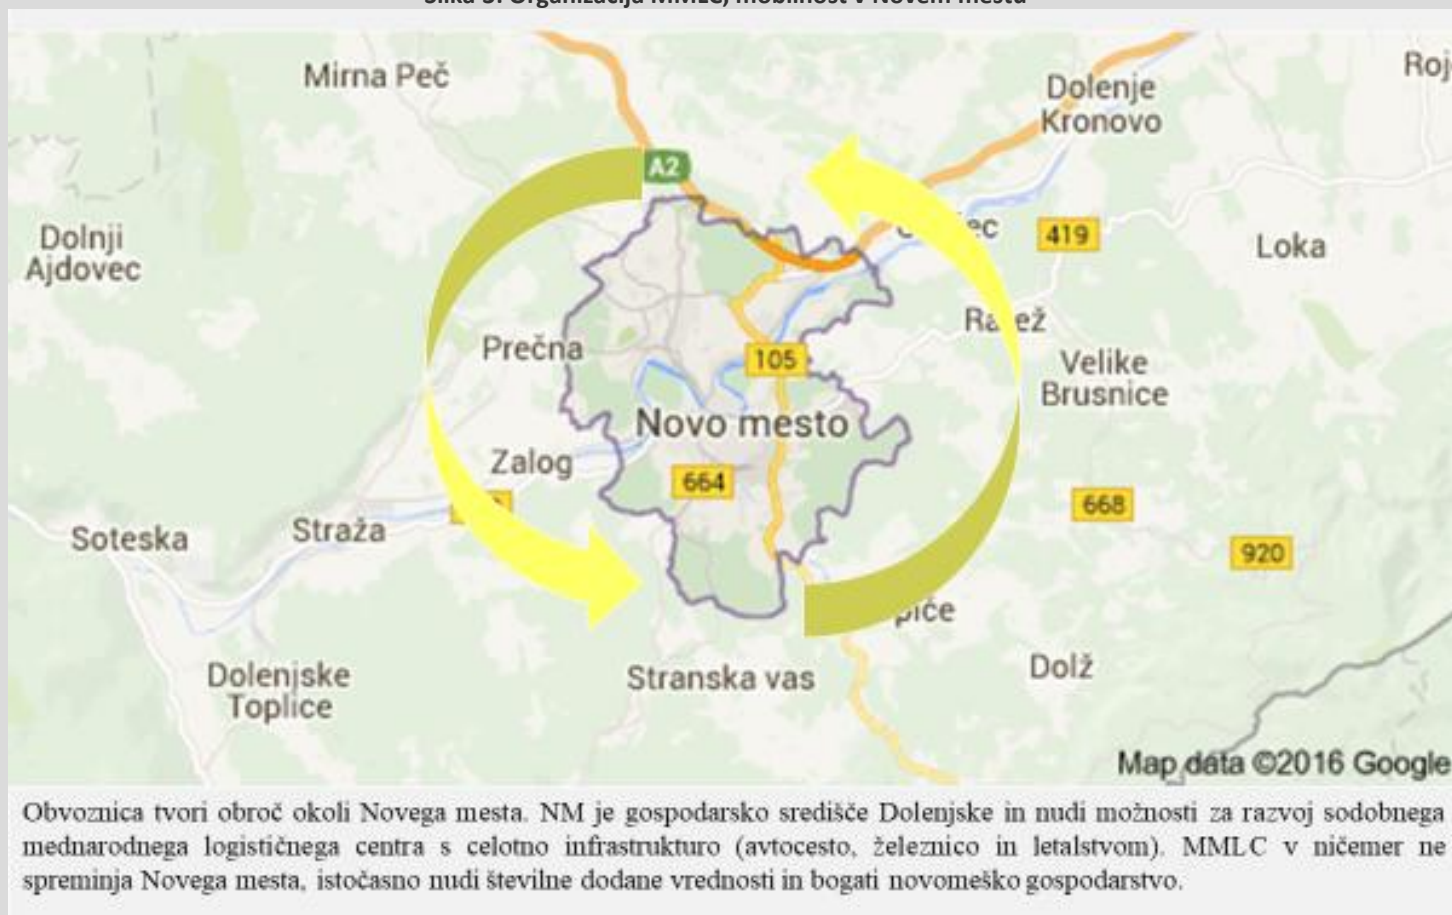 Mirna Peč
Dolenje
Kronovo
Roj
A2
Dolnji
Ajdovec
419
Loka
Prečna
105
Velike
Brusnice
Novo mesto
Zalog
664
668
Soteska
Straža
920
Dolenjske
Toplice
Stranska vas
Dolž
Map data ©2016 Google
Obvoznica tvori obroč okoli Novega mesta. NM je gospodarsko središče Dolenjske in nudi možnosti za razvoj sodobnega
mednarodnega logističnega centra s celotno infrastrukturo (avtocesto, železnico in letalstvom). MMLC v ničemer ne
spreminja Novega mesta, istočasno nudi številne dodane vrednosti in bogati novomeško gospodarstvo.